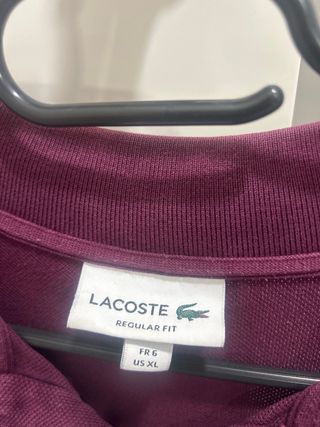 LACOSTE
REGULAR FIT
FR 6
US XL